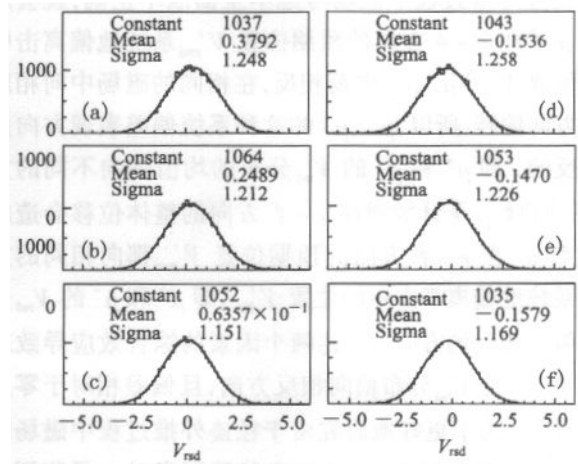 Constant 1037
Mean 0.3792
Sigma 1.248
1000
(a)
0
Constant 1043
Mean −0.1536
Sigma 1.258
(d)
1000
Constant 1064
Mean 0.2489
Sigma 1.212
0
(b)
Constant 1053
Mean −0.1470
Sigma 1.226
(e)
1000
Constant 1052
Mean 0.6357×10⁻¹
Sigma 1.151
0
(c)
Constant 1035
Mean −0.1579
Sigma 1.169
(f)
−5.0 −2.5 0 2.5 5.0
Vrsd
−5.0 −2.5 0 2.5 5.0
Vrsd